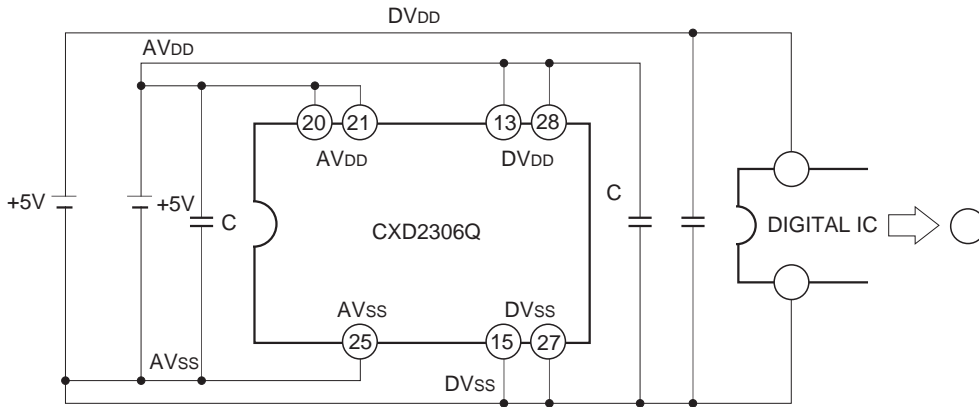 DVDD
AVDD
20 21 13 28
AVDD DVDD
+5V +5V C C
CXD2306Q
DIGITAL IC
AVSS DVSS
25 15 27
AVSS
DVSS